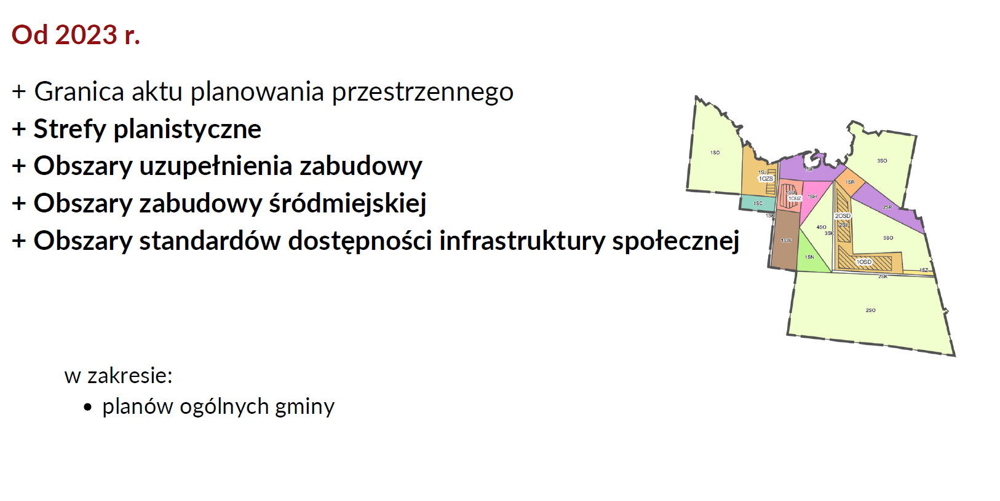 Od 2023 r.
+ Granica aktu planowania przestrzennego
+ Strefy planistyczne
+ Obszary uzupełnienia zabudowy
+ Obszary zabudowy śródmiejskiej
+ Obszary standardów dostępności infrastruktury społecznej
w zakresie:
• planów ogólnych gminy
1SO
3SO
1SJ
1OZS
1SP
1SR
1SU
1OUZ
1SH
1SC
2SP
1SK
2OSD
4SO
2SJ
3SK
5SO
1SW
1SN
1OSD
1SZ
2SK
2SO